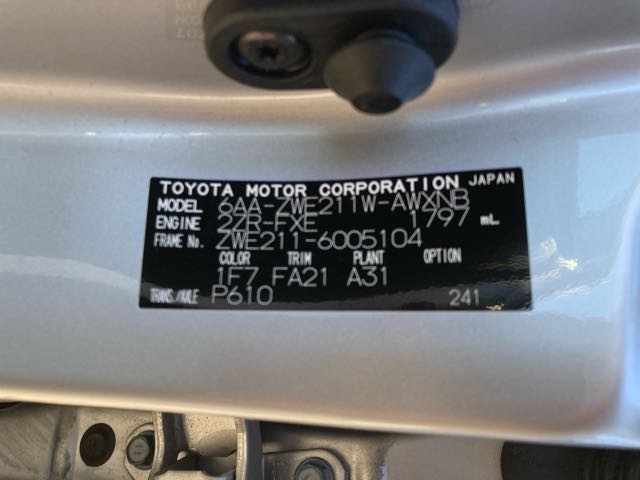 TOYOTA MOTOR CORPORATION JAPAN
MODEL 6AA-ZWE211W-AWXNB
ENGINE 2ZR-FXE 1797 mL
FRAME No. ZWE211-6005104
COLOR TRIM PLANT OPTION
1F7 FA21 A31
TRANS./AXLE P610 241